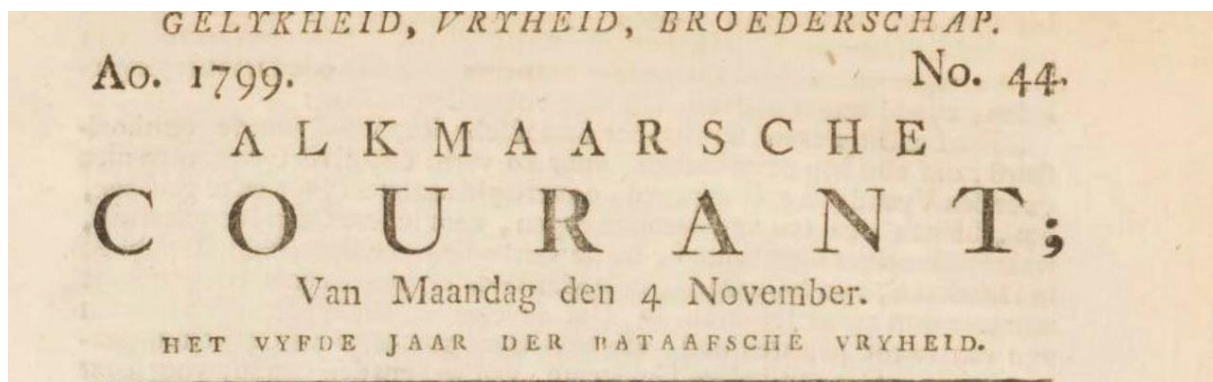 GELYKHEID, VRYHEID, BROEDERSCHAP.
Ao. 1799. No. 44.
ALKMAARSCHE
COURANT;
Van Maandag den 4 November.
HET VYFDE JAAR DER BATAAFSCHE VRYHEID.